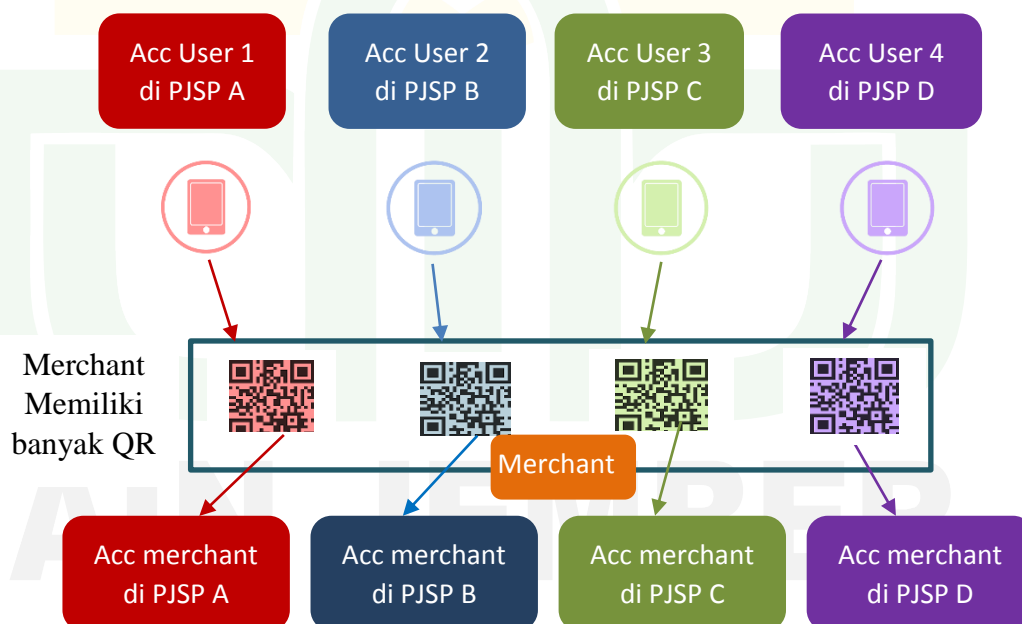 Acc User 1
di PJSP A
Acc User 2
di PJSP B
Acc User 3
di PJSP C
Acc User 4
di PJSP D
Merchant
Memiliki
banyak QR
Merchant
Acc merchant
di PJSP A
Acc merchant
di PJSP B
Acc merchant
di PJSP C
Acc merchant
di PJSP D